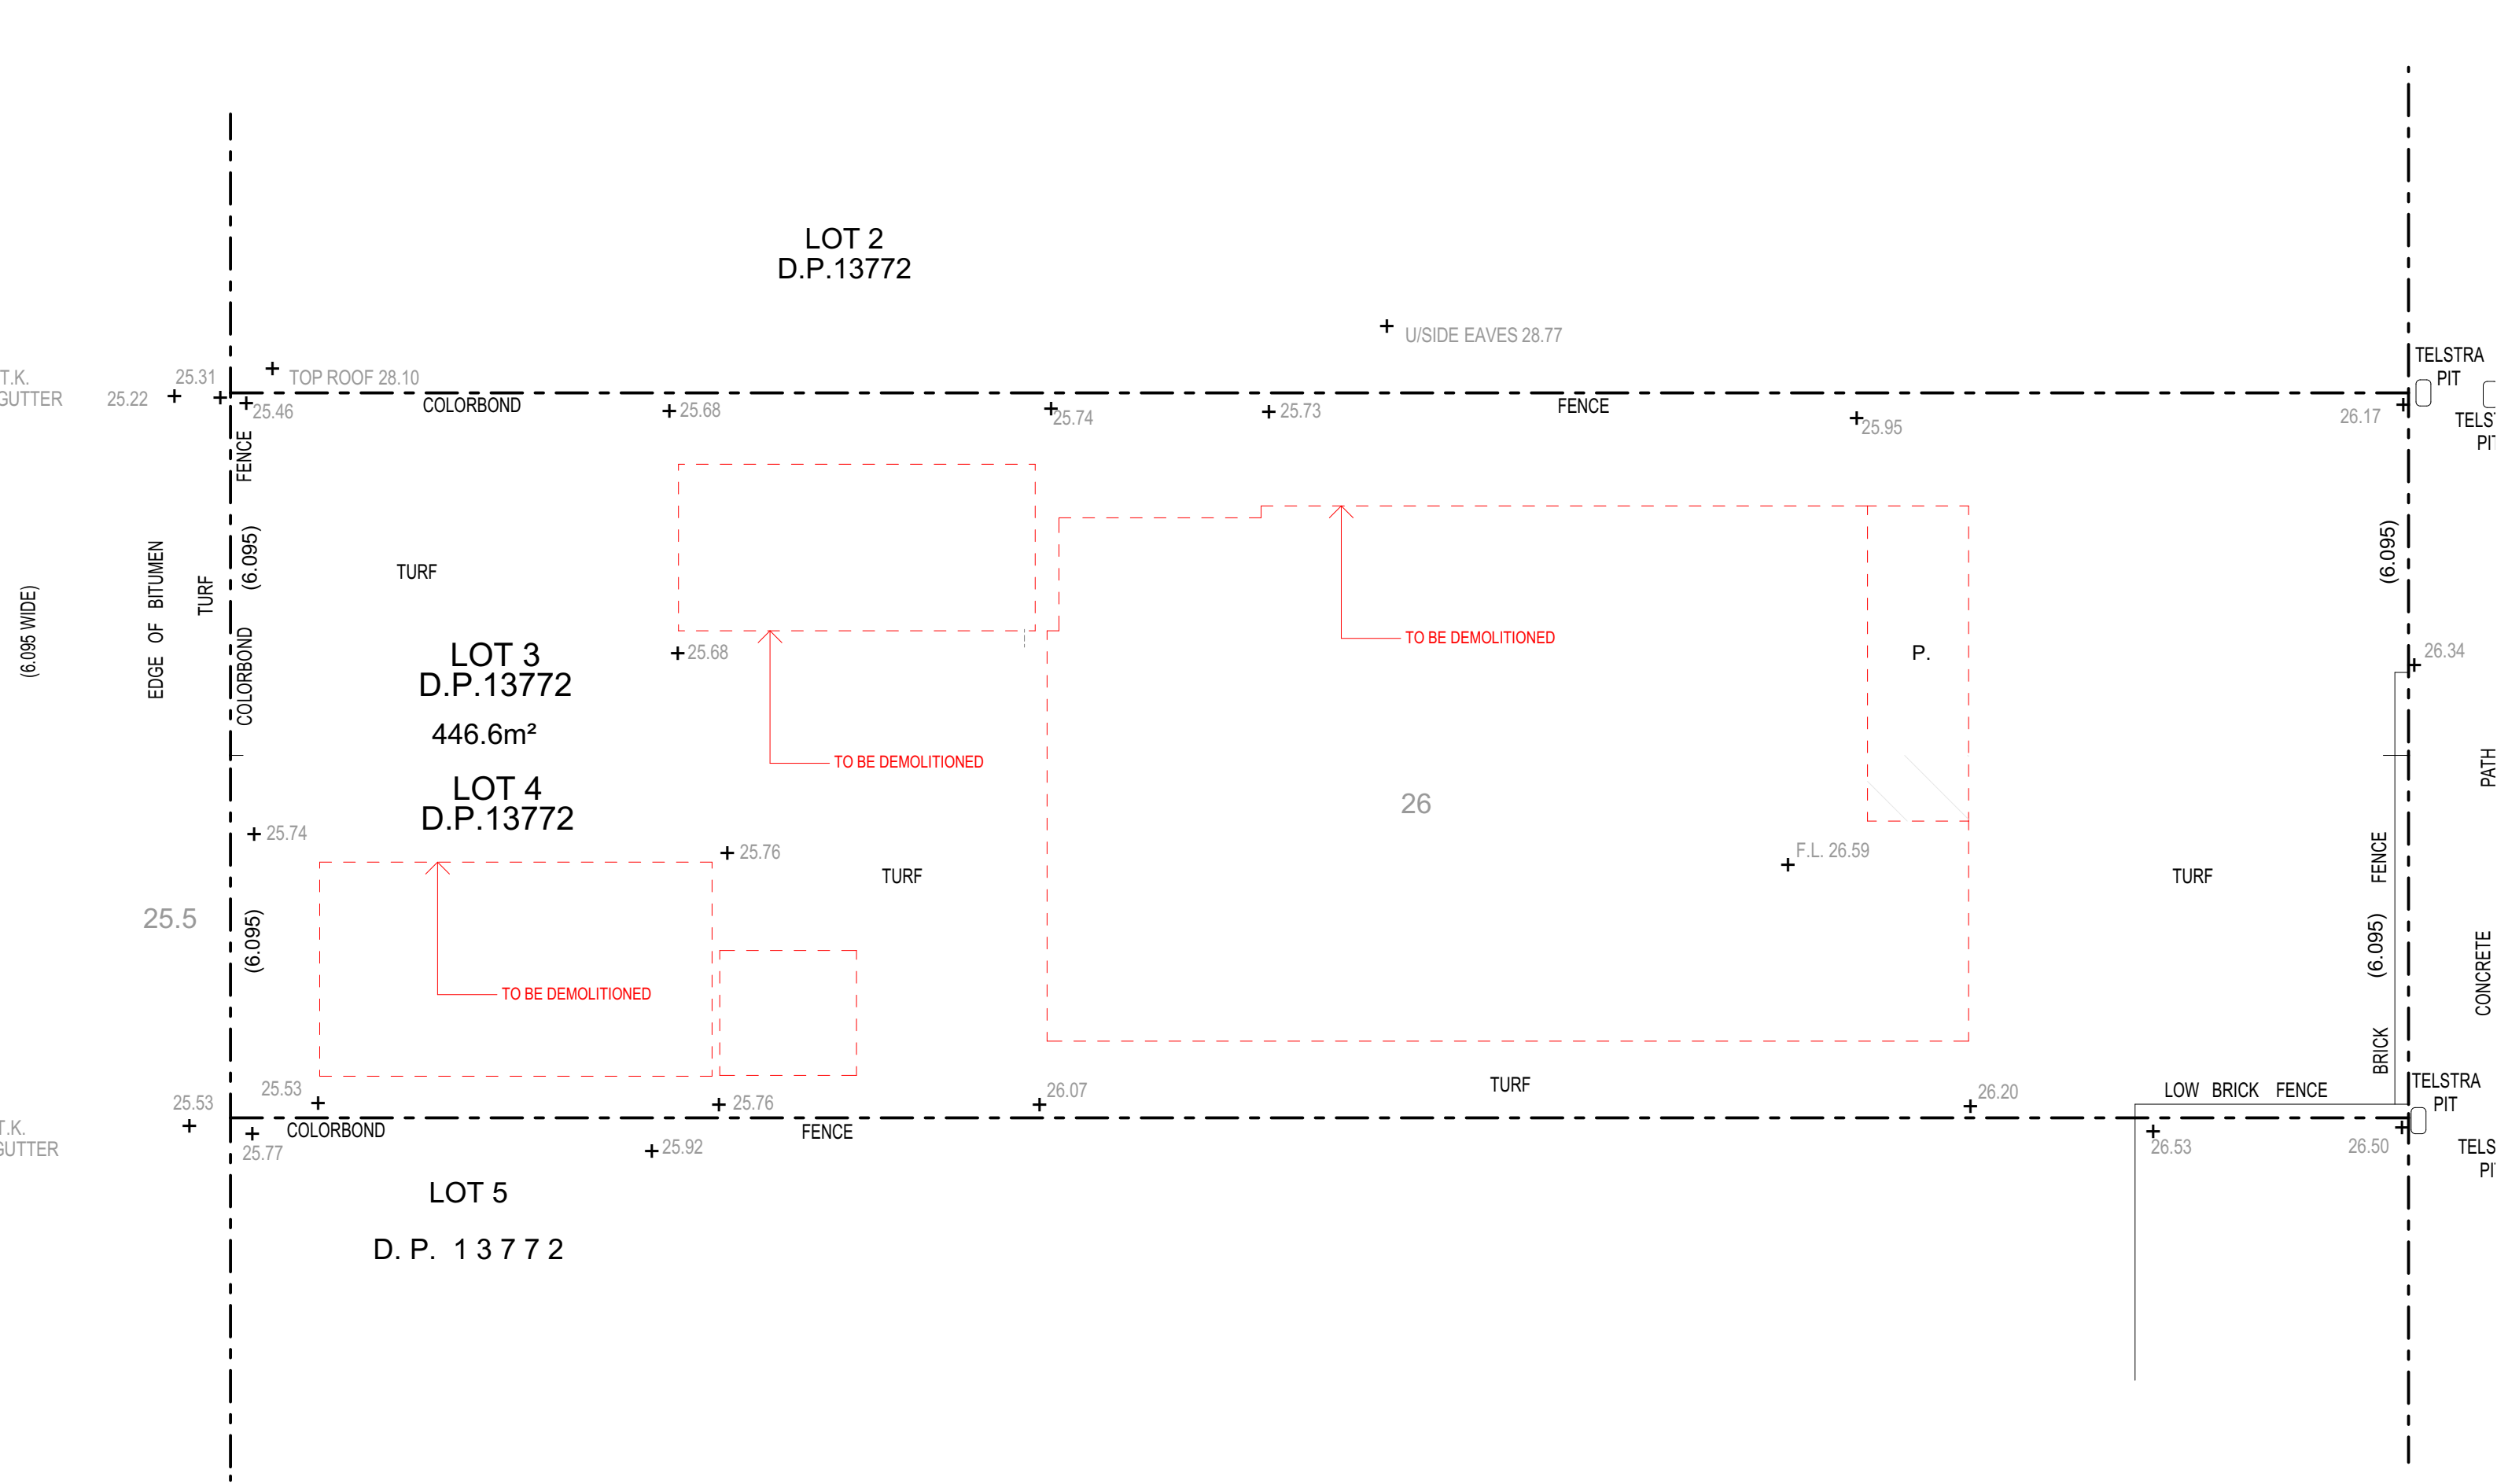 LOT 2
D.P.13772
U/SIDE EAVES 28.77
TELSTRA
PIT
T.K.
GUTTER
25.22
25.31
TOP ROOF 28.10
25.46
COLORBOND
25.68
25.74
25.73
FENCE
25.95
26.17
TELS
PI
FENCE
(6.095)
COLORBOND
TURF
EDGE OF BITUMEN
(6.095 WIDE)
TURF
(6.095)
LOT 3
D.P.13772
446.6m²
25.68
TO BE DEMOLITIONED
P.
26.34
TO BE DEMOLITIONED
PATH
LOT 4
D.P.13772
26
25.74
25.76
F.L. 26.59
TURF
TURF
FENCE
25.5
(6.095)
(6.095)
CONCRETE
TO BE DEMOLITIONED
BRICK
25.53
25.53
25.76
26.07
TURF
26.20
LOW BRICK FENCE
TELSTRA
PIT
T.K.
GUTTER
COLORBOND
25.77
25.92
FENCE
26.53
26.50
TELS
PI
LOT 5
D. P. 1 3 7 7 2